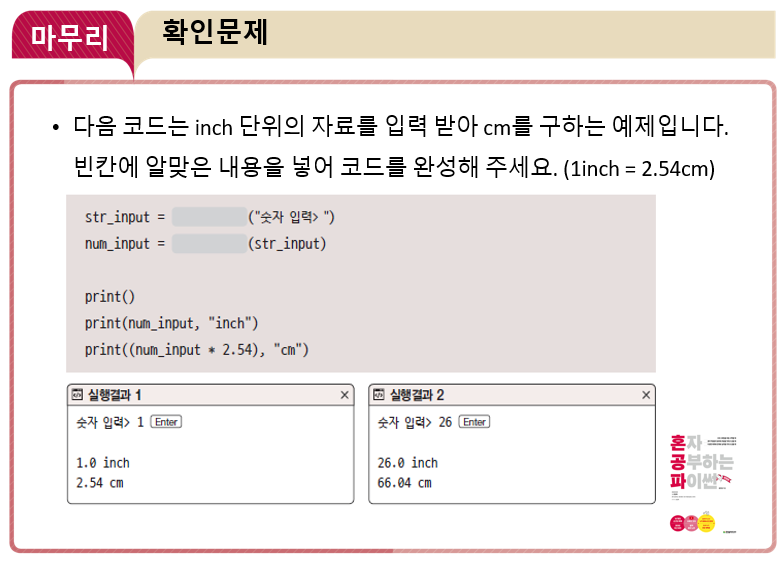 마무리
확인문제
• 다음 코드는 inch 단위의 자료를 입력 받아 cm를 구하는 예제입니다.
빈칸에 알맞은 내용을 넣어 코드를 완성해 주세요. (1inch = 2.54cm)
str_input = ("숫자 입력> ")
num_input = (str_input)
print()
print(num_input, "inch")
print((num_input * 2.54), "cm")
실행결과 1 ×
숫자 입력> 1 Enter
1.0 inch
2.54 cm
실행결과 2 ×
숫자 입력> 26 Enter
26.0 inch
66.04 cm
혼자
공부하는
파이썬